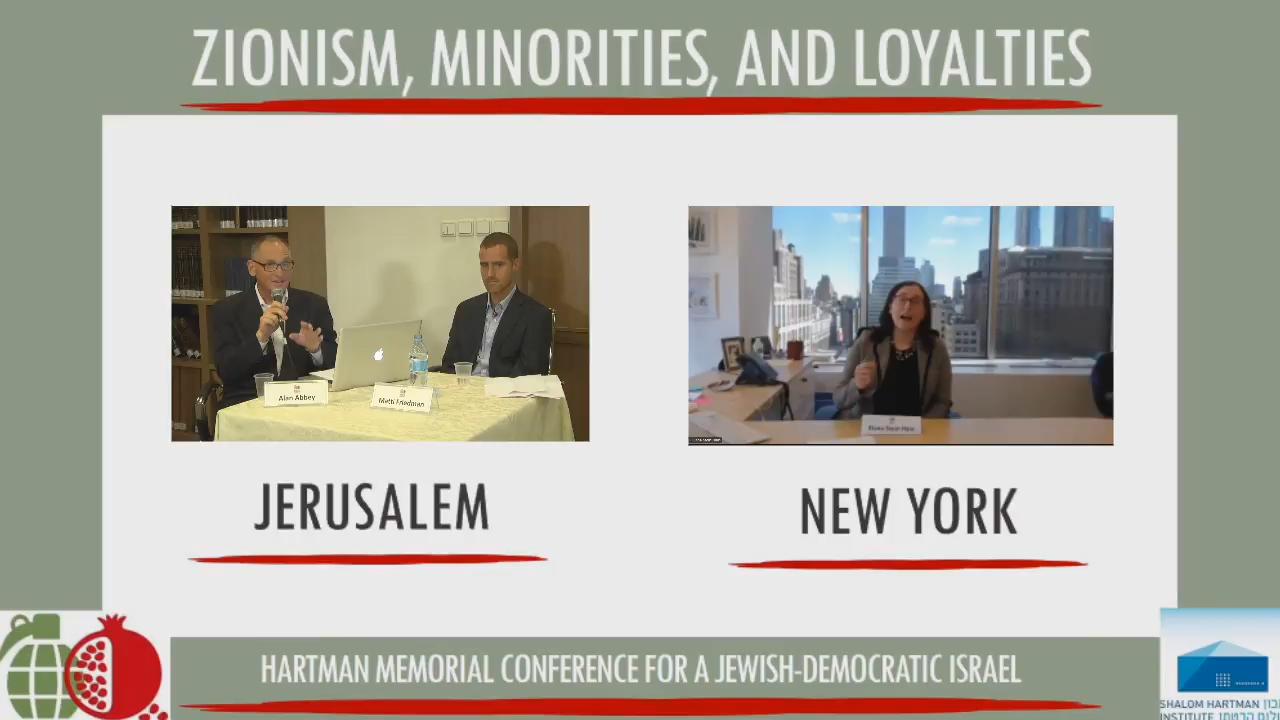 ZIONISM, MINORITIES, AND LOYALTIES
Alan Abbey
Matti Friedman
JERUSALEM
NEW YORK
HARTMAN MEMORIAL CONFERENCE FOR A JEWISH-DEMOCRATIC ISRAEL
SHALOM HARTMAN
INSTITUTE